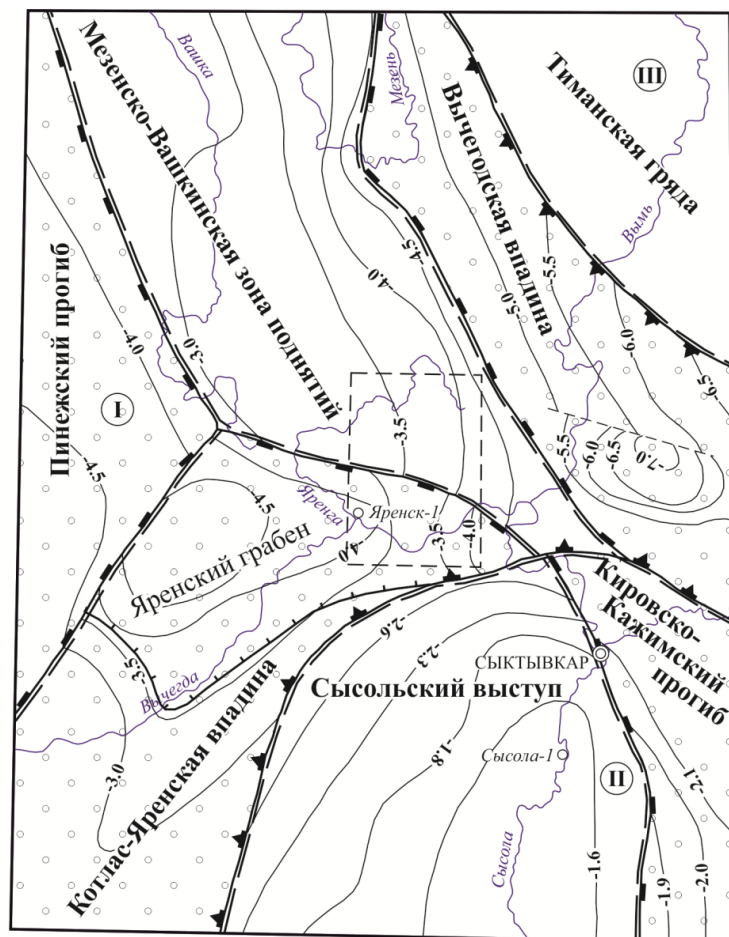 Вашка
Мезень
III
Мезенско-Вашкинская зона поднятий
Вычегодская впадина
Тиманская гряда
Вымь
Пинежский прогиб
I
-4.0
-3.0
-4.0
-4.5
-5.0
-5.5
-6.0
-6.5
-3.5
-4.5
-5.5
-6.0
-6.5
-7.0
Яренга
Яренск-1
-4.5
-4.0
-3.5
-4.0
Яренский грабен
-3.5
Вычегда
-3.0
Котлас-Яренская впадина
-2.6
-2.3
СЫКТЫВКАР
Кировско-
Кажимский
прогиб
Сысольский выступ
-1.8
Сысола-1
II
-2.1
Сысола
-1.6
-1.9
-2.0